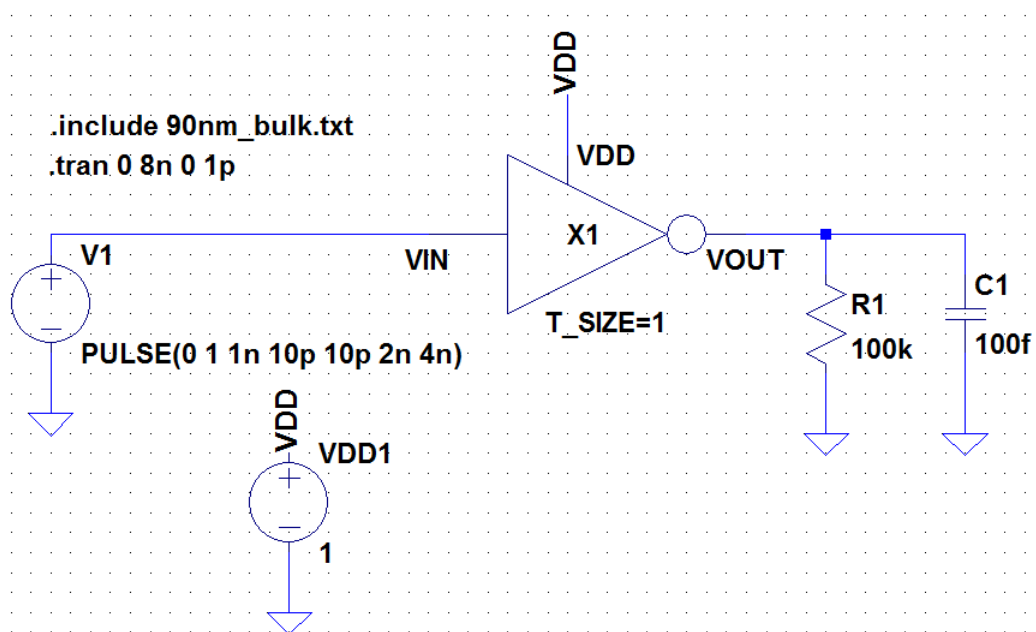 VDD
.include 90nm_bulk.txt
.tran 0 8n 0 1p
VDD
X1
V1
VIN
VOUT
T_SIZE=1
R1
100k
C1
100f
PULSE(0 1 1n 10p 10p 2n 4n)
VDD
VDD1
1